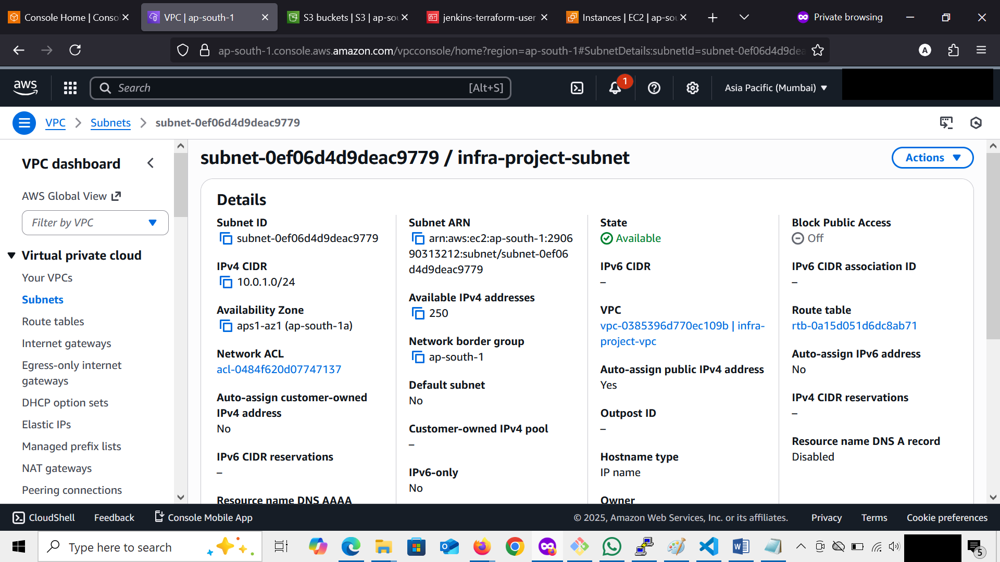 Console Home | Conso
VPC | ap-south-1
S3 buckets | S3 | ap-so
jenkins-terraform-user
Instances | EC2 | ap-so
Private browsing
ap-south-1.console.aws.amazon.com/vpcconsole/home?region=ap-south-1#SubnetDetails:subnetId=subnet-0ef06d4d9dea
A
aws
Search
[Alt+S]
1
Asia Pacific (Mumbai)
VPC
Subnets
subnet-0ef06d4d9deac9779
VPC dashboard
AWS Global View
Filter by VPC
Virtual private cloud
Your VPCs
Subnets
Route tables
Internet gateways
Egress-only internet
gateways
DHCP option sets
Elastic IPs
Managed prefix lists
NAT gateways
Peering connections
subnet-0ef06d4d9deac9779 / infra-project-subnet
Actions
Details
Subnet ID
subnet-0ef06d4d9deac9779
IPv4 CIDR
10.0.1.0/24
Availability Zone
aps1-az1 (ap-south-1a)
Network ACL
acl-0484f620d07747137
Auto-assign customer-owned
IPv4 address
No
IPv6 CIDR reservations
–
Resource name DNS AAAA
Subnet ARN
arn:aws:ec2:ap-south-1:2906
90313212:subnet/subnet-0ef06
d4d9deac9779
Available IPv4 addresses
250
Network border group
ap-south-1
Default subnet
No
Customer-owned IPv4 pool
–
IPv6-only
No
State
Available
IPv6 CIDR
–
VPC
vpc-0385396d770ec109b | infra-
project-vpc
Auto-assign public IPv4 address
Yes
Outpost ID
–
Hostname type
IP name
Owner
Block Public Access
Off
IPv6 CIDR association ID
–
Route table
rtb-0a15d051d6dc8ab71
Auto-assign IPv6 address
No
IPv4 CIDR reservations
–
Resource name DNS A record
Disabled
CloudShell
Feedback
Console Mobile App
© 2025, Amazon Web Services, Inc. or its affiliates.
Privacy
Terms
Cookie preferences
Type here to search
5